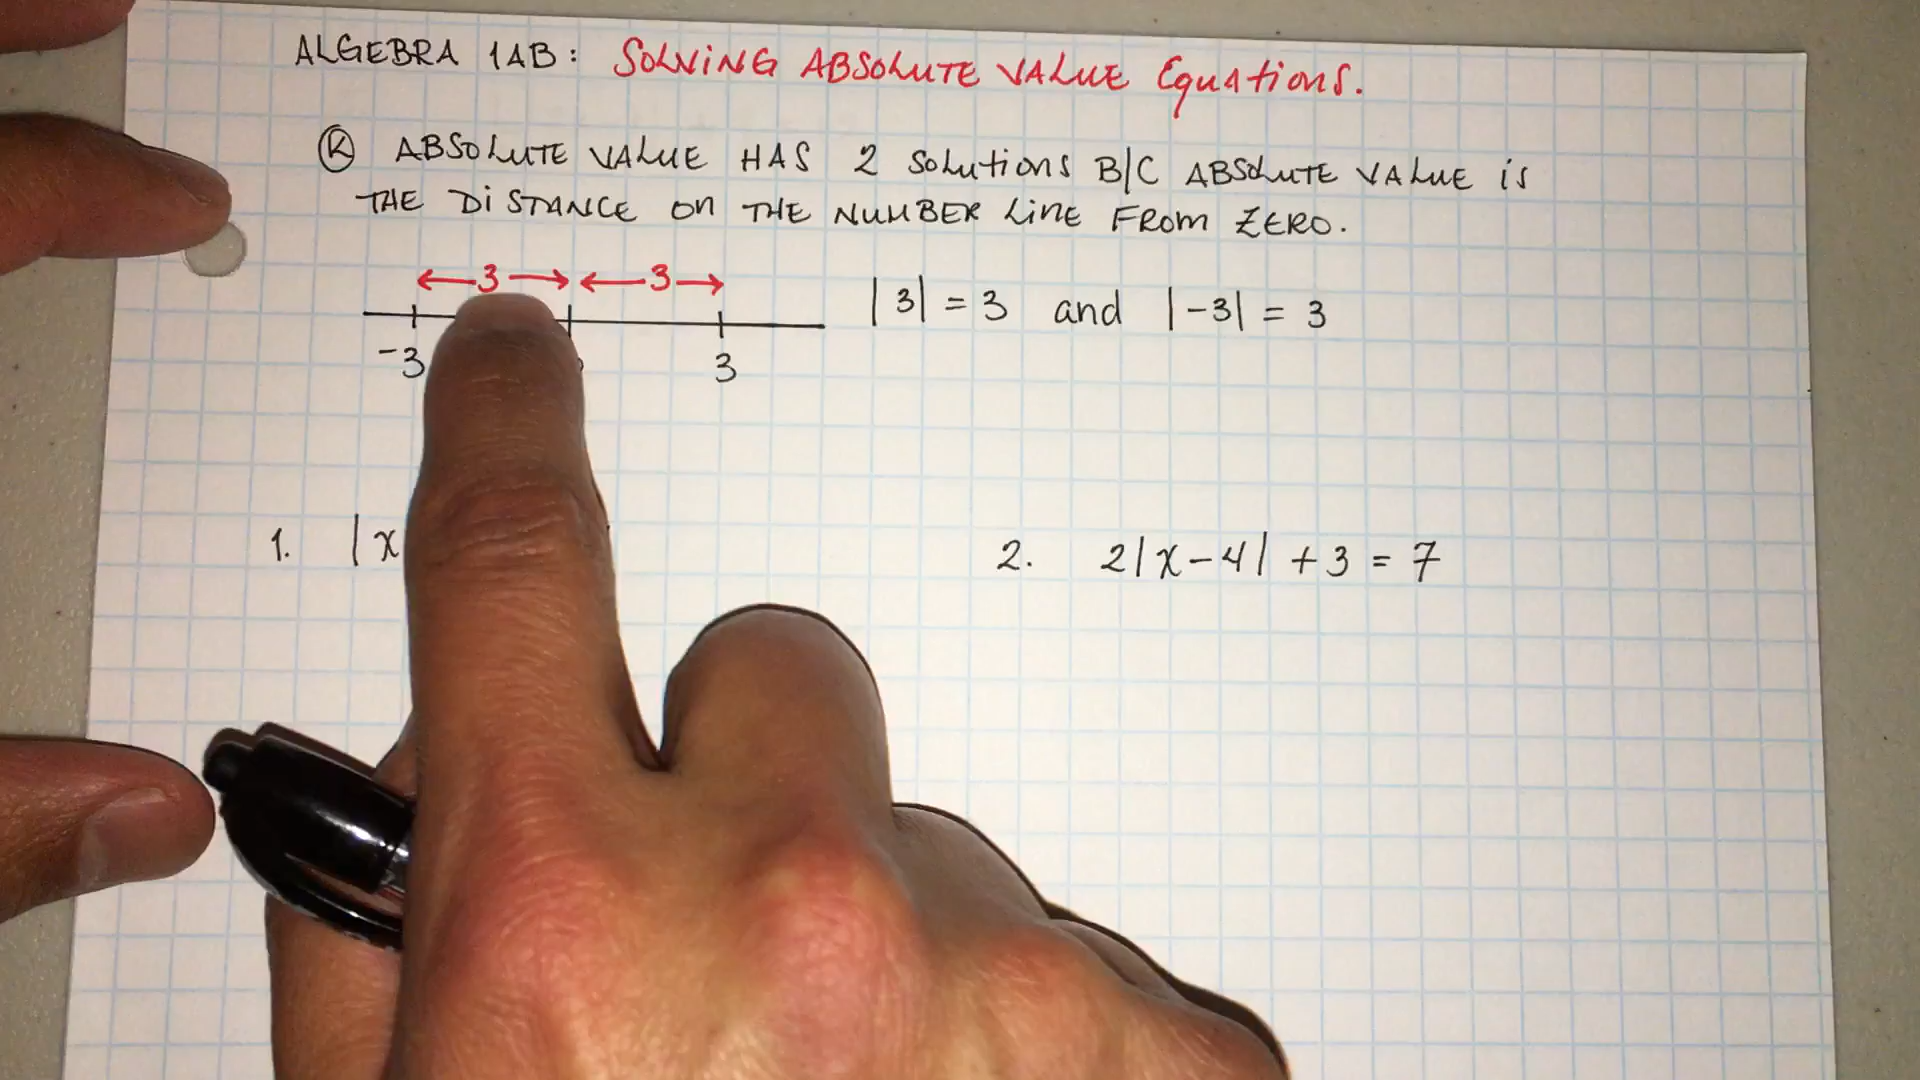 ALGEBRA 1AB: SOLVING ABSOLUTE VALUE Equations.
Ⓡ ABSOLUTE VALUE HAS 2 Solutions B/C ABSOLUTE VALUE is
THE DISTANCE on THE NUMBER Line FROM ZERO.
3 3
-3 3
|3| = 3 and |-3| = 3
1. |x
2. 2|x-4| + 3 = 7